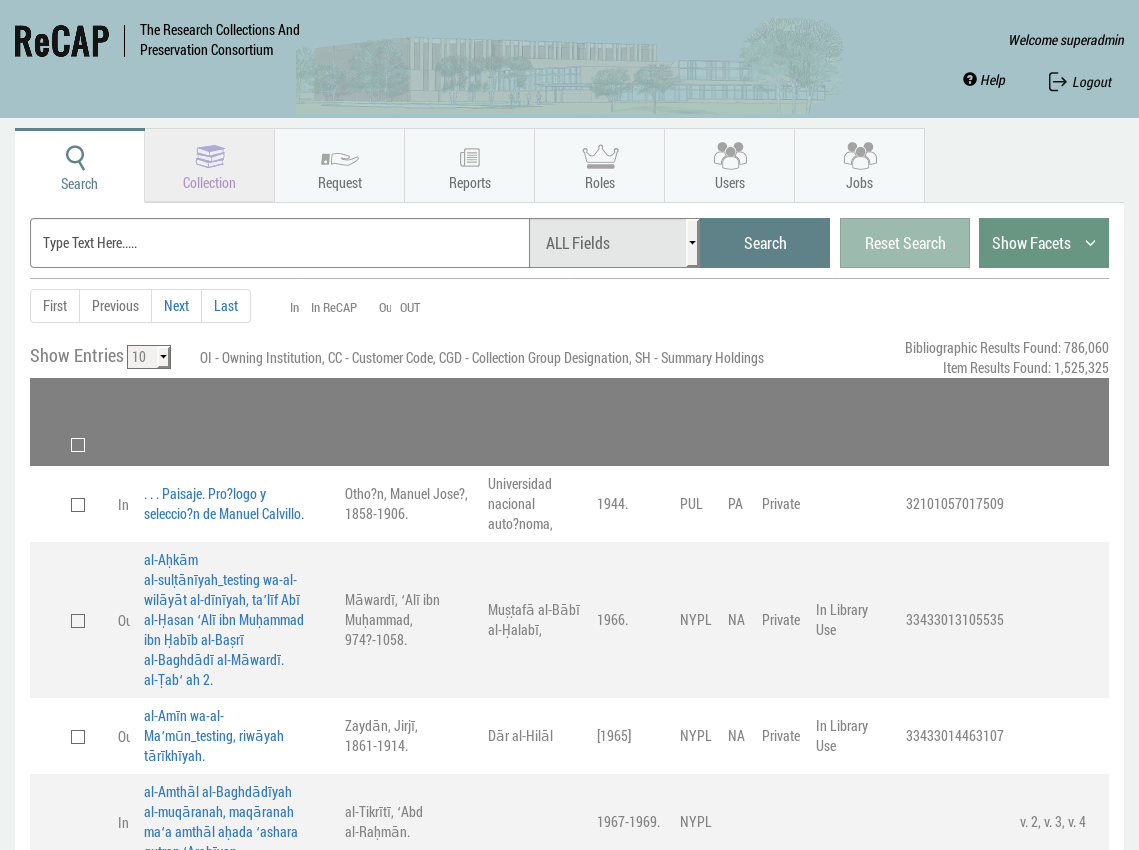 ReCAP
The Research Collections And
Preservation Consortium
Welcome superadmin
Help
Logout
Search
Collection
Request
Reports
Roles
Users
Jobs
Type Text Here.....
ALL Fields
Search
Reset Search
Show Facets
First
Previous
Next
Last
In
In ReCAP
Ou
OUT
Show Entries
10
OI - Owning Institution, CC - Customer Code, CGD - Collection Group Designation, SH - Summary Holdings
Bibliographic Results Found: 786,060
Item Results Found: 1,525,325
In
. . . Paisaje. Pro?logo y
seleccio?n de Manuel Calvillo.
Otho?n, Manuel Jose?,
1858-1906.
Universidad
nacional
auto?noma,
1944.
PUL
PA
Private
32101057017509
Ou
al-Aḥkām
al-sulṭānīyah_testing wa-al-
wilāyāt al-dīnīyah, taʼlīf Abī
al-Ḥasan ʻAlī ibn Muḥammad
ibn Ḥabīb al-Baṣrī
al-Baghdādī al-Māwardī.
al-Ṭabʻ ah 2.
Māwardī, ʻAlī ibn
Muḥammad,
974?-1058.
Muṣṭafā al-Bābī
al-Ḥalabī,
1966.
NYPL
NA
Private
In Library
Use
33433013105535
Ou
al-Amīn wa-al-
Maʼmūn_testing, riwāyah
tārīkhīyah.
Zaydān, Jirjī,
1861-1914.
Dār al-Hilāl
[1965]
NYPL
NA
Private
In Library
Use
33433014463107
In
al-Amthāl al-Baghdādīyah
al-muqāranah, maqāranah
maʻa amthāl aḥada ʻashara
al-Tikrītī, ʻAbd
al-Raḥmān.
1967-1969.
NYPL
v. 2, v. 3, v. 4